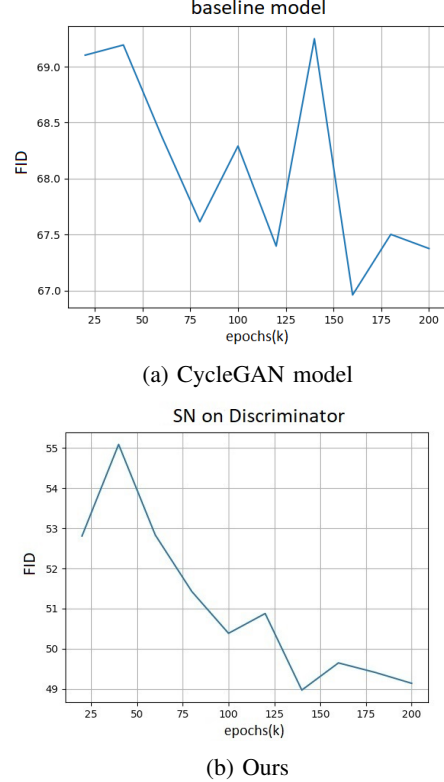 baseline model
69.0
68.5
68.0
67.5
67.0
FID
25 50 75 100 125 150 175 200
epochs(k)
(a) CycleGAN model
SN on Discriminator
55
54
53
52
51
50
49
FID
25 50 75 100 125 150 175 200
epochs(k)
(b) Ours